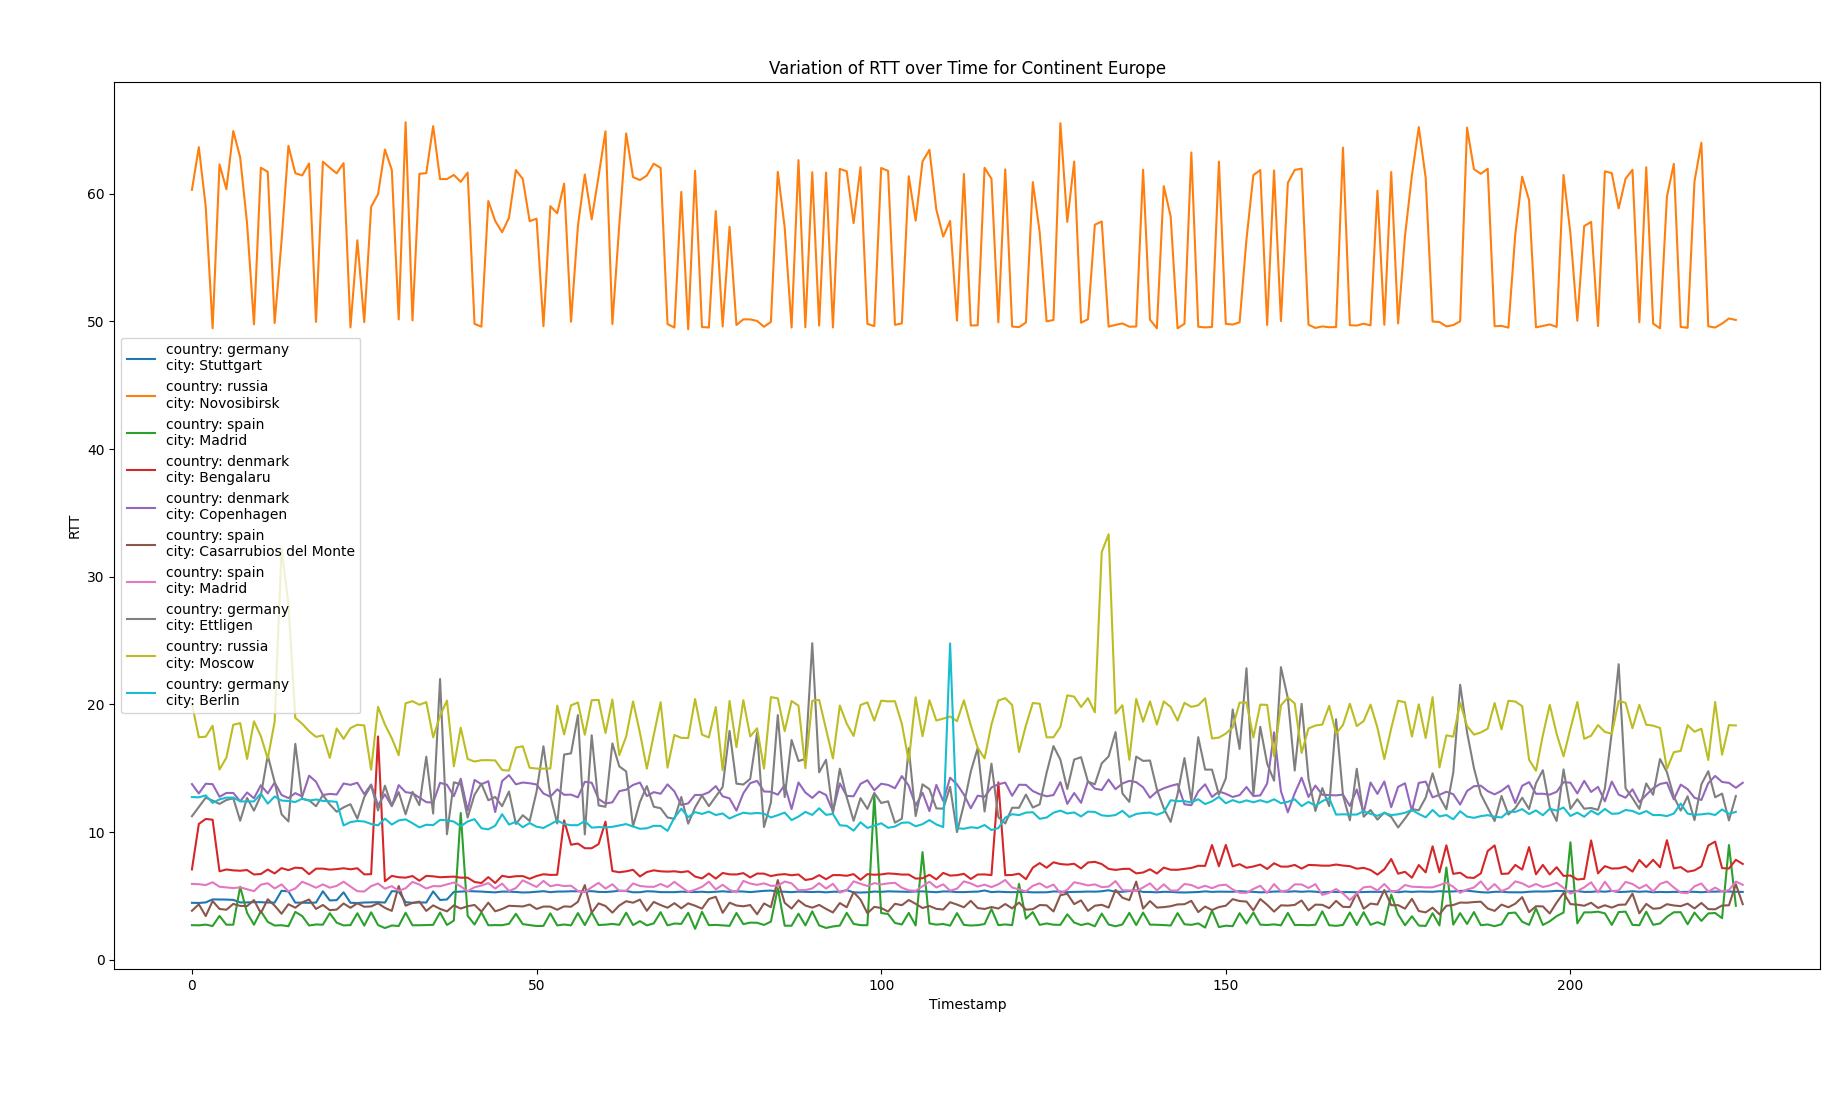 Variation of RTT over Time for Continent Europe
RTT
60
50
40
30
20
10
0
country: germany
city: Stuttgart
country: russia
city: Novosibirsk
country: spain
city: Madrid
country: denmark
city: Bengalaru
country: denmark
city: Copenhagen
country: spain
city: Casarrubios del Monte
country: spain
city: Madrid
country: germany
city: Ettligen
country: russia
city: Moscow
country: germany
city: Berlin
0 50 100 150 200
Timestamp